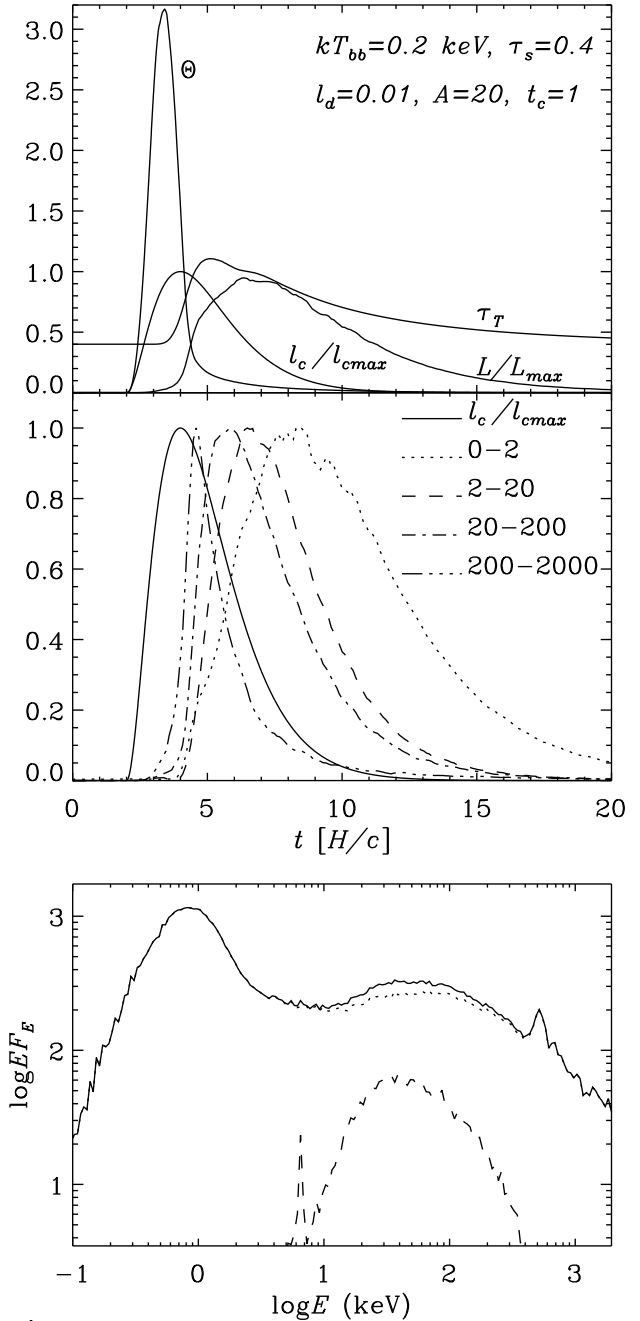 3.0
kT_bb=0.2 keV, τ_s=0.4
Θ
2.5
l_d=0.01, A=20, t_c=1
2.0
1.5
1.0
τ_T
0.5
l_c/l_cmax
L/L_max
0.0
l_c/l_cmax
1.0
0-2
0.8
2-20
20-200
0.6
200-2000
0.4
0.2
0.0
0 5 10 15 20
t [H/c]
3
logEF_E
2
1
-1 0 1 2 3
logE (keV)